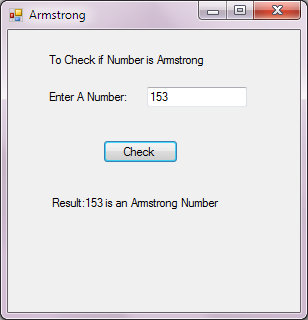 Armstrong
To Check if Number is Armstrong
Enter A Number: 153
Check
Result:153 is an Armstrong Number